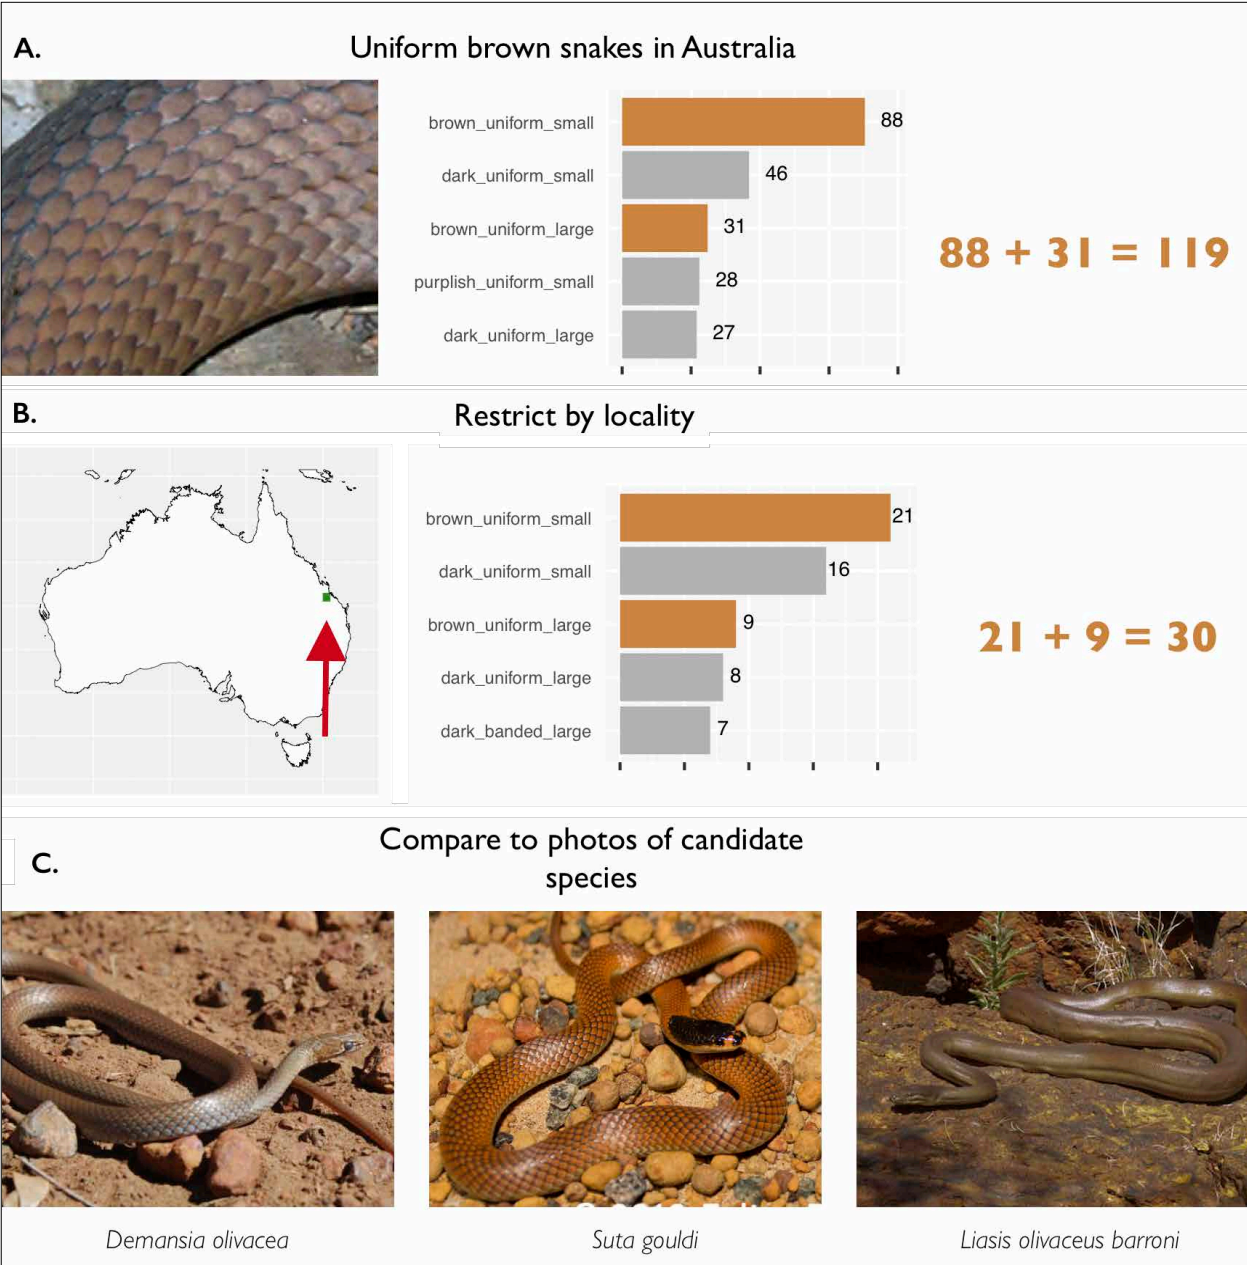 A.
Uniform brown snakes in Australia
brown_uniform_small
88
dark_uniform_small
46
brown_uniform_large
31
purplish_uniform_small
28
dark_uniform_large
27
88 + 31 = 119
B.
Restrict by locality
brown_uniform_small
21
dark_uniform_small
16
brown_uniform_large
9
dark_uniform_large
8
dark_banded_large
7
21 + 9 = 30
C.
Compare to photos of candidate
species
Demansia olivacea
Suta gouldi
Liasis olivaceus barroni